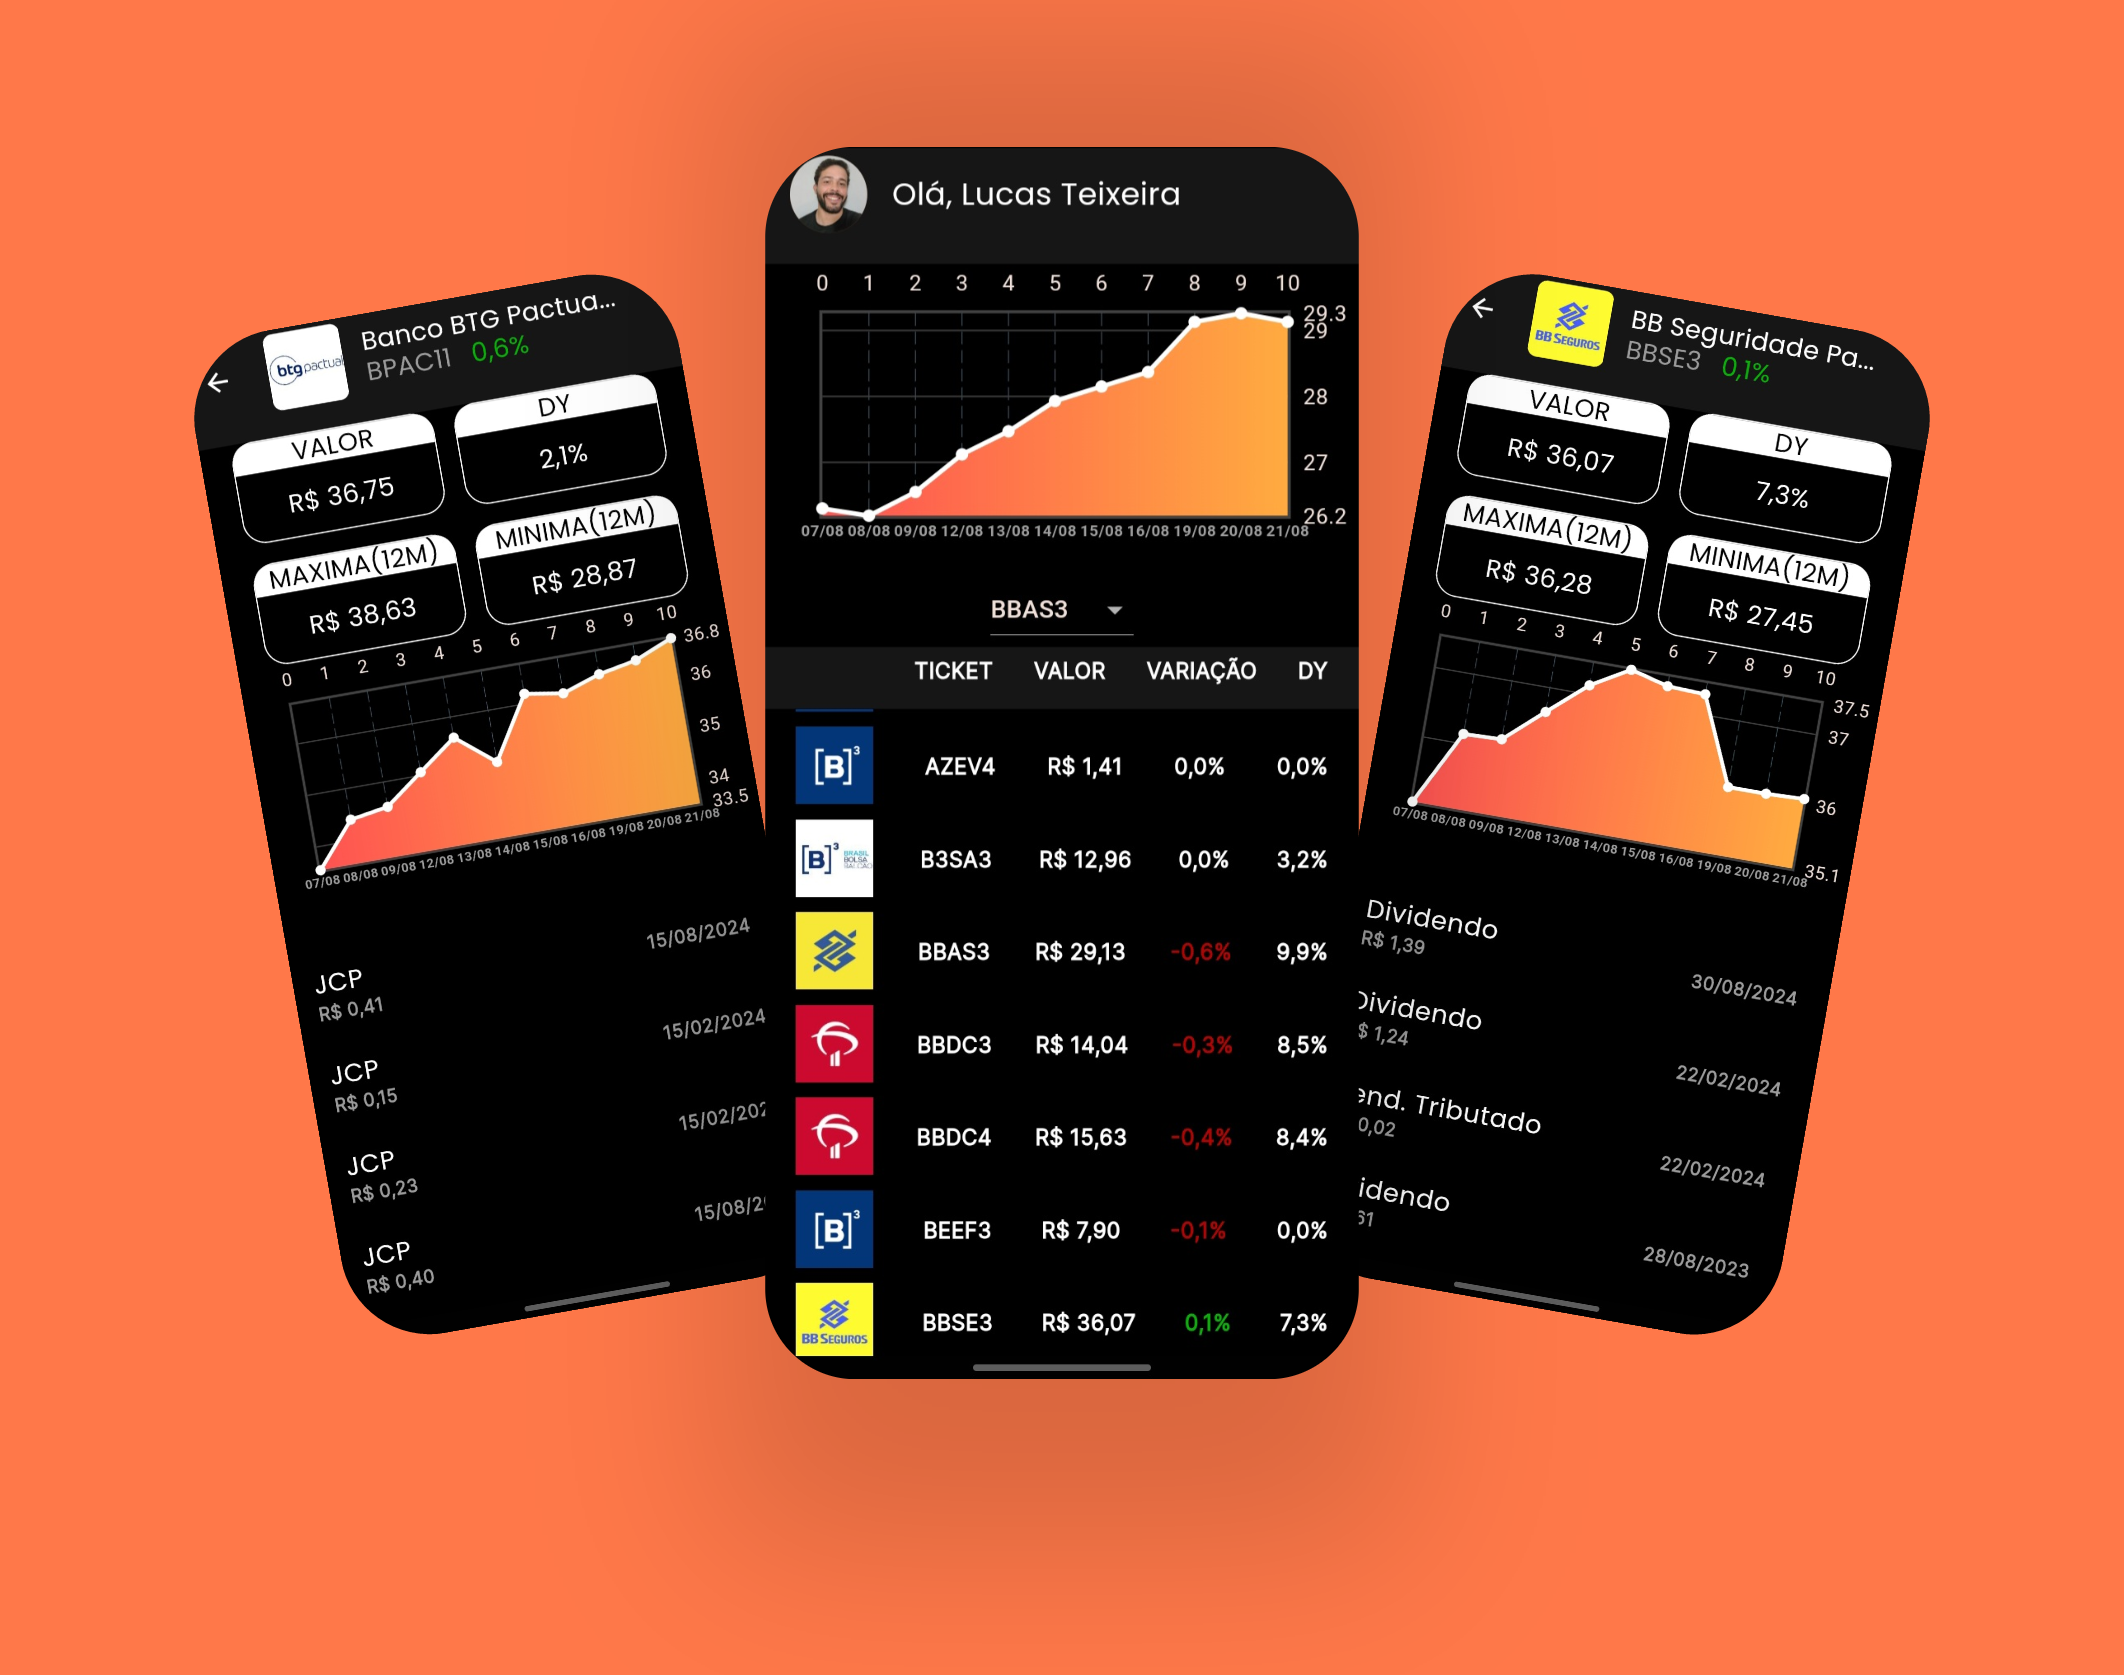 btg pactual
Banco BTG Pactua...
BPAC11 0,6%
VALOR
R$ 36,75
DY
2,1%
MAXIMA(12M)
R$ 38,63
MINIMA(12M)
R$ 28,87
0 1 2 3 4 5 6 7 8 9 10
36.8
36
35
34
33.5
07/08 08/08 09/08 12/08 13/08 14/08 15/08 16/08 19/08 20/08 21/08
15/08/2024
JCP
R$ 0,41
15/02/2024
JCP
R$ 0,15
15/02/202
JCP
R$ 0,23
15/08/2
JCP
R$ 0,40
Olá, Lucas Teixeira
0 1 2 3 4 5 6 7 8 9 10
29.3
29
28
27
26.2
07/08 08/08 09/08 12/08 13/08 14/08 15/08 16/08 19/08 20/08 21/08
BBAS3
TICKET VALOR VARIAÇÃO DY
[B]³ AZEV4 R$ 1,41 0,0% 0,0%
[B]³ BRASIL BOLSA BALCÃO B3SA3 R$ 12,96 0,0% 3,2%
BBAS3 R$ 29,13 -0,6% 9,9%
BBDC3 R$ 14,04 -0,3% 8,5%
BBDC4 R$ 15,63 -0,4% 8,4%
[B]³ BEEF3 R$ 7,90 -0,1% 0,0%
BB SEGUROS BBSE3 R$ 36,07 0,1% 7,3%
BB SEGUROS
BB Seguridade Pa...
BBSE3 0,1%
VALOR
R$ 36,07
DY
7,3%
MAXIMA(12M)
R$ 36,28
MINIMA(12M)
R$ 27,45
0 1 2 3 4 5 6 7 8 9 10
37.5
37
36
35.1
07/08 08/08 09/08 12/08 13/08 14/08 15/08 16/08 19/08 20/08 21/08
Dividendo
R$ 1,39
30/08/2024
Dividendo
$ 1,24
22/02/2024
end. Tributado
0,02
22/02/2024
idendo
61
28/08/2023